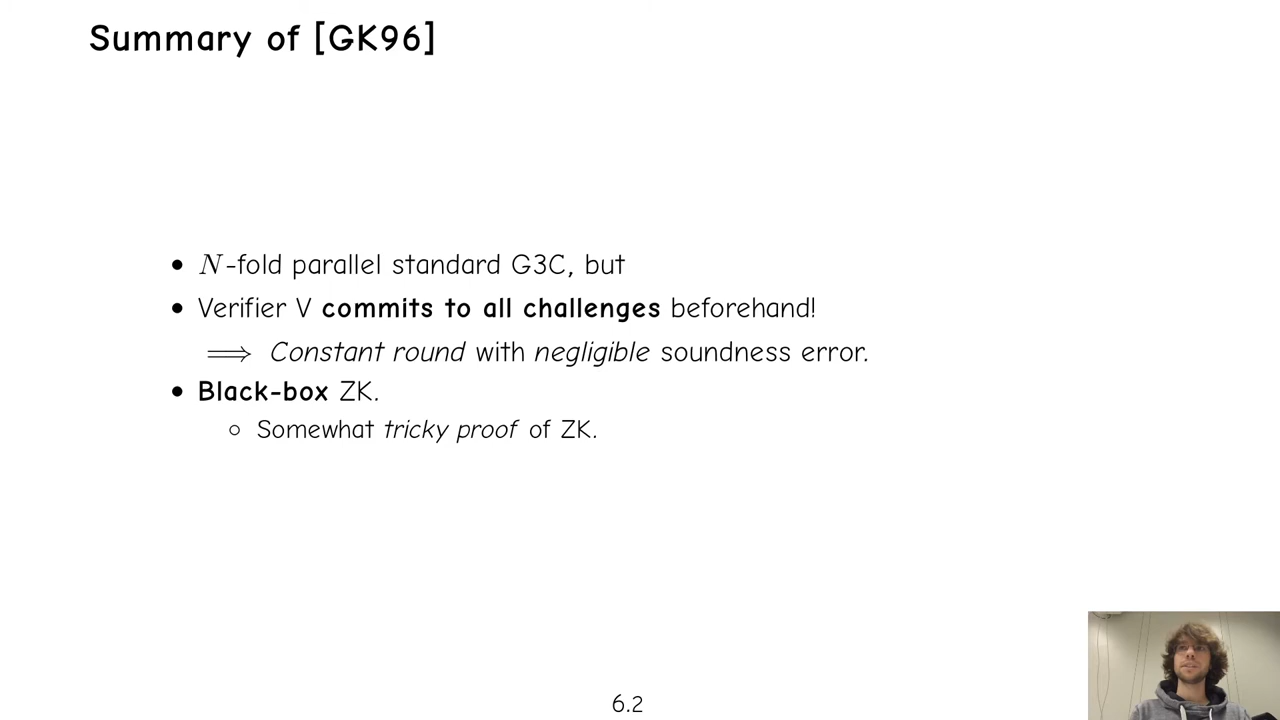 Summary of [GK96]
• N-fold parallel standard G3C, but
• Verifier V commits to all challenges beforehand!
⟹ Constant round with negligible soundness error.
• Black-box ZK.
○ Somewhat tricky proof of ZK.
6.2